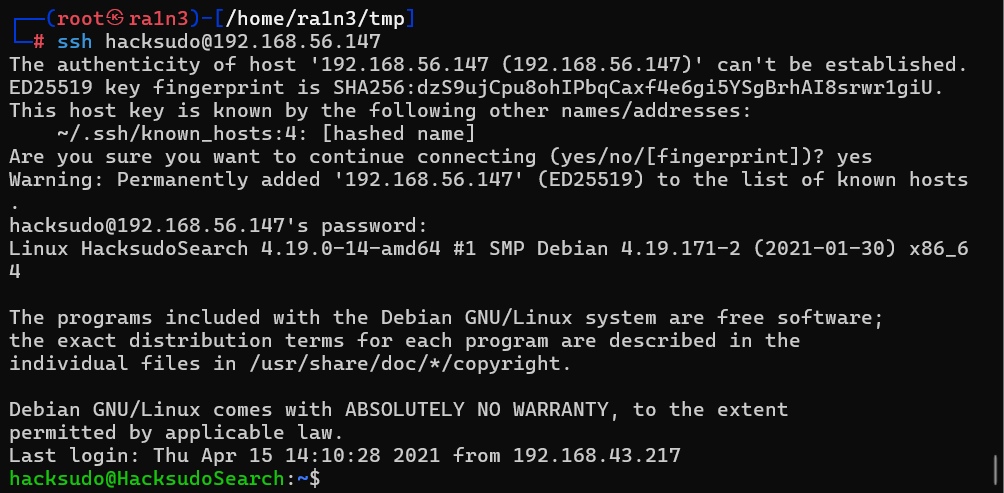 ┌──(root㉿ra1n3)-[/home/ra1n3/tmp]
└─# ssh hacksudo@192.168.56.147
The authenticity of host '192.168.56.147 (192.168.56.147)' can't be established.
ED25519 key fingerprint is SHA256:dzS9ujCpu8ohIPbqCaxf4e6gi5YSgBrhAI8srwr1giU.
This host key is known by the following other names/addresses:
    ~/.ssh/known_hosts:4: [hashed name]
Are you sure you want to continue connecting (yes/no/[fingerprint])? yes
Warning: Permanently added '192.168.56.147' (ED25519) to the list of known hosts
.
hacksudo@192.168.56.147's password:
Linux HacksudoSearch 4.19.0-14-amd64 #1 SMP Debian 4.19.171-2 (2021-01-30) x86_6
4

The programs included with the Debian GNU/Linux system are free software;
the exact distribution terms for each program are described in the
individual files in /usr/share/doc/*/copyright.

Debian GNU/Linux comes with ABSOLUTELY NO WARRANTY, to the extent
permitted by applicable law.
Last login: Thu Apr 15 14:10:28 2021 from 192.168.43.217
hacksudo@HacksudoSearch:~$